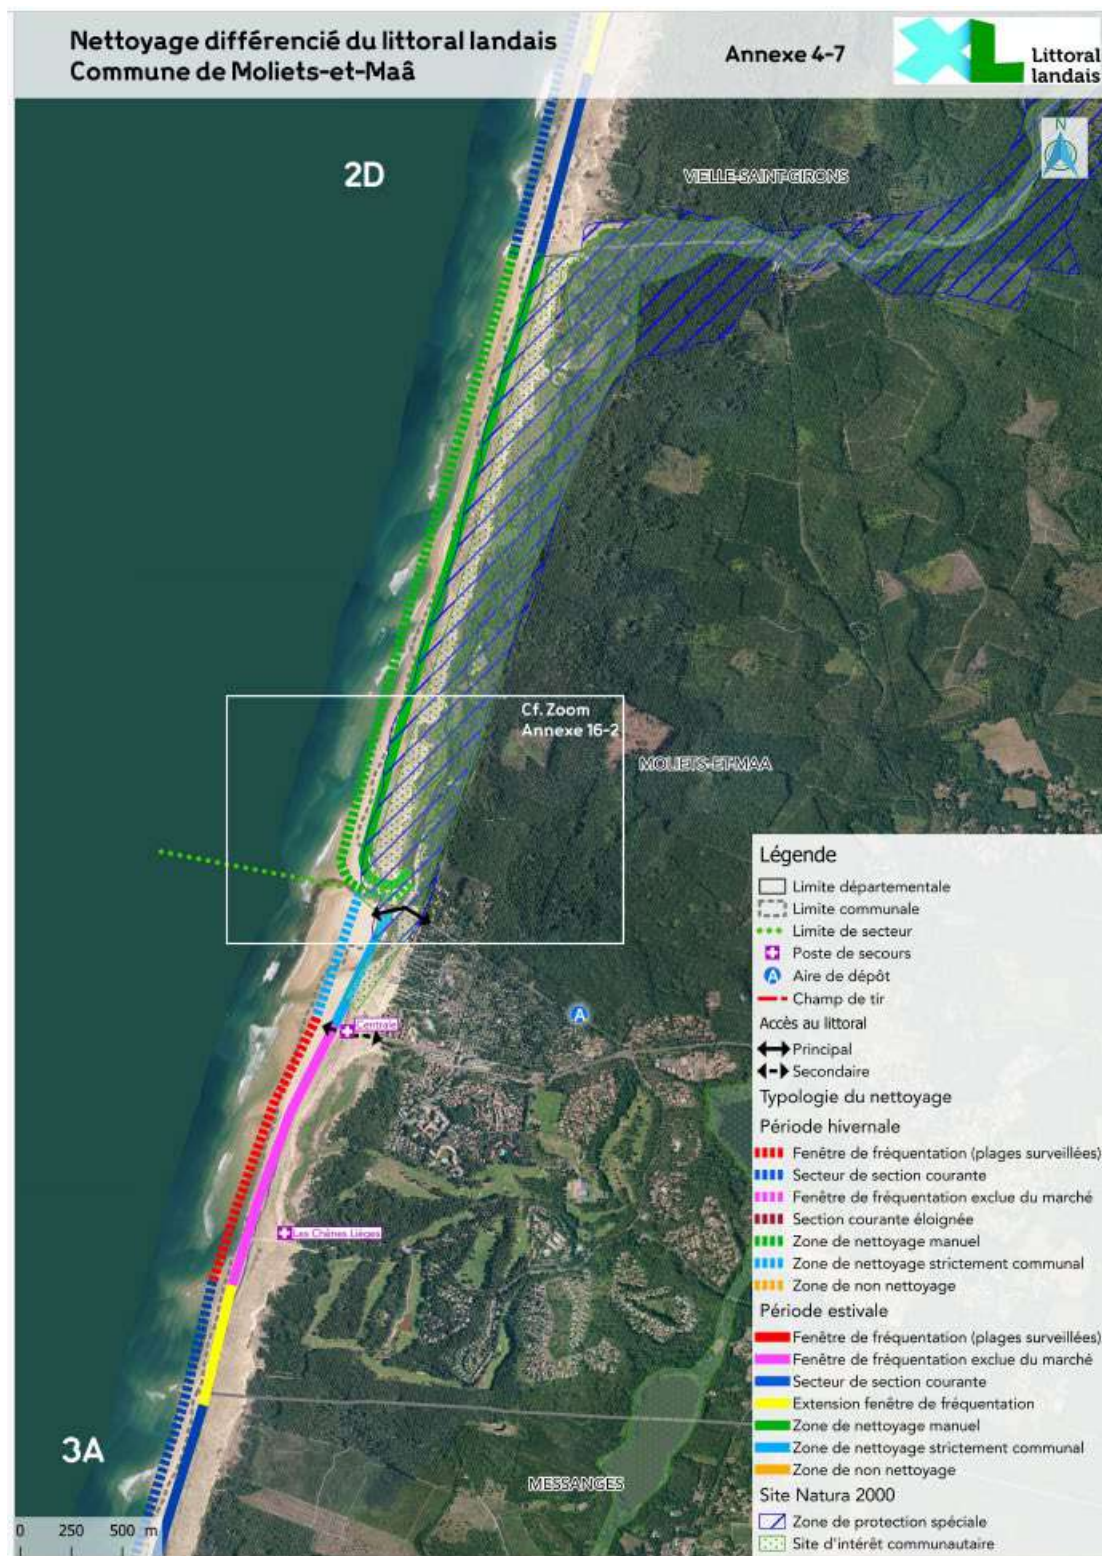 Nettoyage différencié du littoral landais
Commune de Moliets-et-Maâ
Annexe 4-7
XL
Littoral
landais
N
2D
VIELLE-SAINT-GIRONS
Cf. Zoom
Annexe 16-2
MOLIETS-ET-MAA
Centrale
A
Les Chênes Lièges
3A
MESSANGES
0 250 500 m
Légende
Limite départementale
Limite communale
Limite de secteur
Poste de secours
A Aire de dépôt
Champ de tir
Accès au littoral
Principal
Secondaire
Typologie du nettoyage
Période hivernale
Fenêtre de fréquentation (plages surveillées)
Secteur de section courante
Fenêtre de fréquentation exclue du marché
Section courante éloignée
Zone de nettoyage manuel
Zone de nettoyage strictement communal
Zone de non nettoyage
Période estivale
Fenêtre de fréquentation (plages surveillées)
Fenêtre de fréquentation exclue du marché
Secteur de section courante
Extension fenêtre de fréquentation
Zone de nettoyage manuel
Zone de nettoyage strictement communal
Zone de non nettoyage
Site Natura 2000
Zone de protection spéciale
Site d'intérêt communautaire